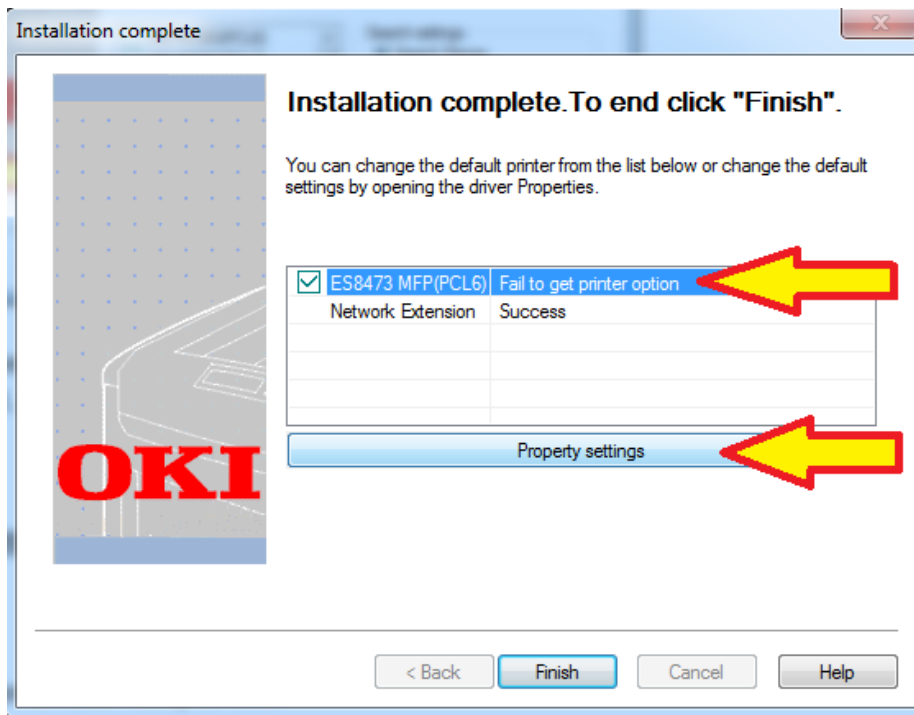 Installation complete
Installation complete.To end click "Finish".
You can change the default printer from the list below or change the default
settings by opening the driver Properties.
ES8473 MFP(PCL6) Fail to get printer option
Network Extension Success
Property settings
OKI
< Back Finish Cancel Help